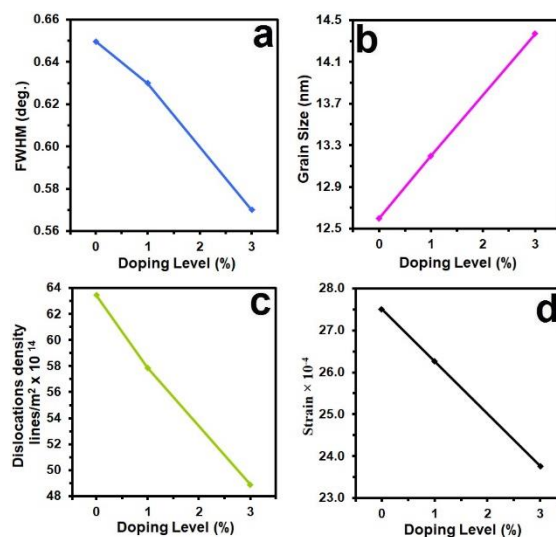 a
0.66
0.64
0.62
0.60
0.58
0.56
FWHM (deg.)
0 1 2 3
Doping Level (%)
b
14.5
14.1
13.7
13.3
12.9
12.5
Grain Size (nm)
0 1 2 3
Doping Level (%)
c
64
62
60
58
56
54
52
50
48
Dislocations density
lines/m² x 10 14
0 1 2 3
Doping Level (%)
d
28.0
27.0
26.0
25.0
24.0
23.0
Strain × 10⁻⁴
0 1 2 3
Doping Level (%)